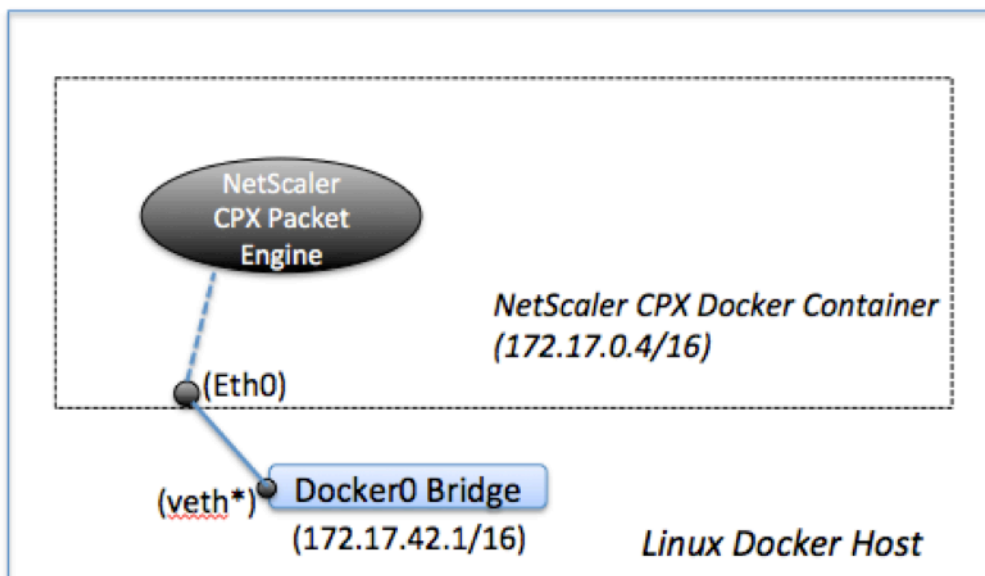 NetScaler
CPX Packet
Engine
NetScaler CPX Docker Container
(172.17.0.4/16)
(Eth0)
Docker0 Bridge
(veth*)
(172.17.42.1/16)
Linux Docker Host